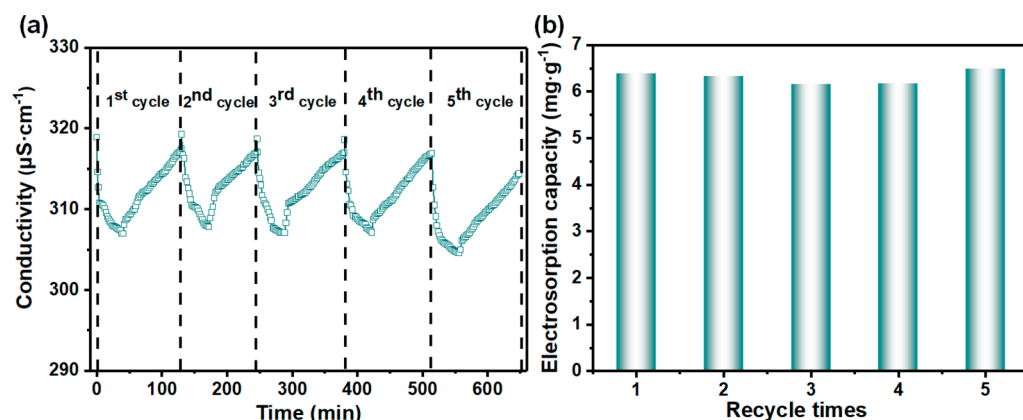 (a)
330
320
310
300
290
Conductivity (µS·cm⁻¹)
1st cycle
2nd cycle
3rd cycle
4th cycle
5th cycle
0
100
200
300
400
500
600
Time (min)
(b)
7
6
5
4
3
2
1
0
Electrosorption capacity (mg·g⁻¹)
1
2
3
4
5
Recycle times